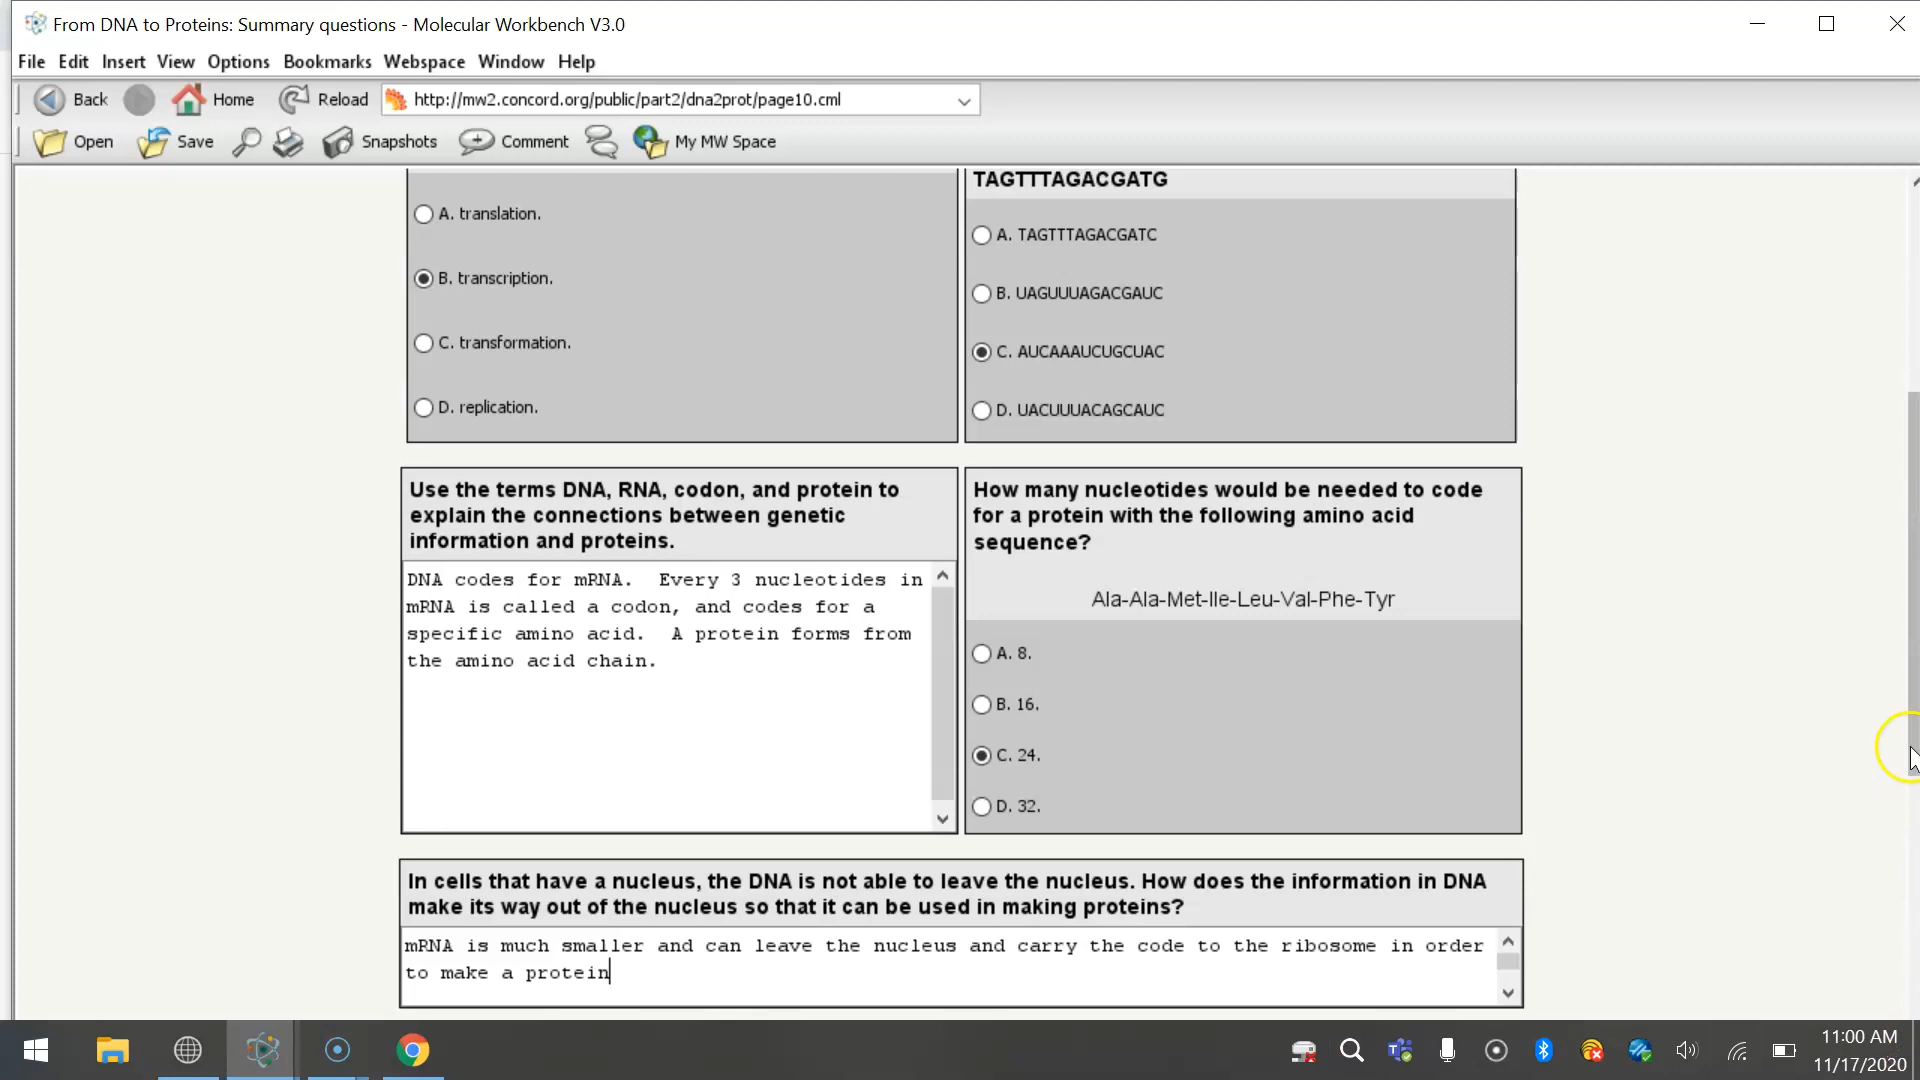 From DNA to Proteins: Summary questions - Molecular Workbench V3.0
File Edit Insert View Options Bookmarks Webspace Window Help
Back Home Reload http://mw2.concord.org/public/part2/dna2prot/page10.cml
Open Save Snapshots Comment My MW Space
A. translation.
B. transcription.
C. transformation.
D. replication.
TAGTTTAGACGATG
A. TAGTTTAGACGATC
B. UAGUUUAGACGAUC
C. AUCAAAUCUGCUAC
D. UACUUUACAGCAUC
Use the terms DNA, RNA, codon, and protein to
explain the connections between genetic
information and proteins.
DNA codes for mRNA.  Every 3 nucleotides in
mRNA is called a codon, and codes for a
specific amino acid.  A protein forms from
the amino acid chain.
How many nucleotides would be needed to code
for a protein with the following amino acid
sequence?
Ala-Ala-Met-Ile-Leu-Val-Phe-Tyr
A. 8.
B. 16.
C. 24.
D. 32.
In cells that have a nucleus, the DNA is not able to leave the nucleus. How does the information in DNA
make its way out of the nucleus so that it can be used in making proteins?
mRNA is much smaller and can leave the nucleus and carry the code to the ribosome in order
to make a protein
11:00 AM
11/17/2020